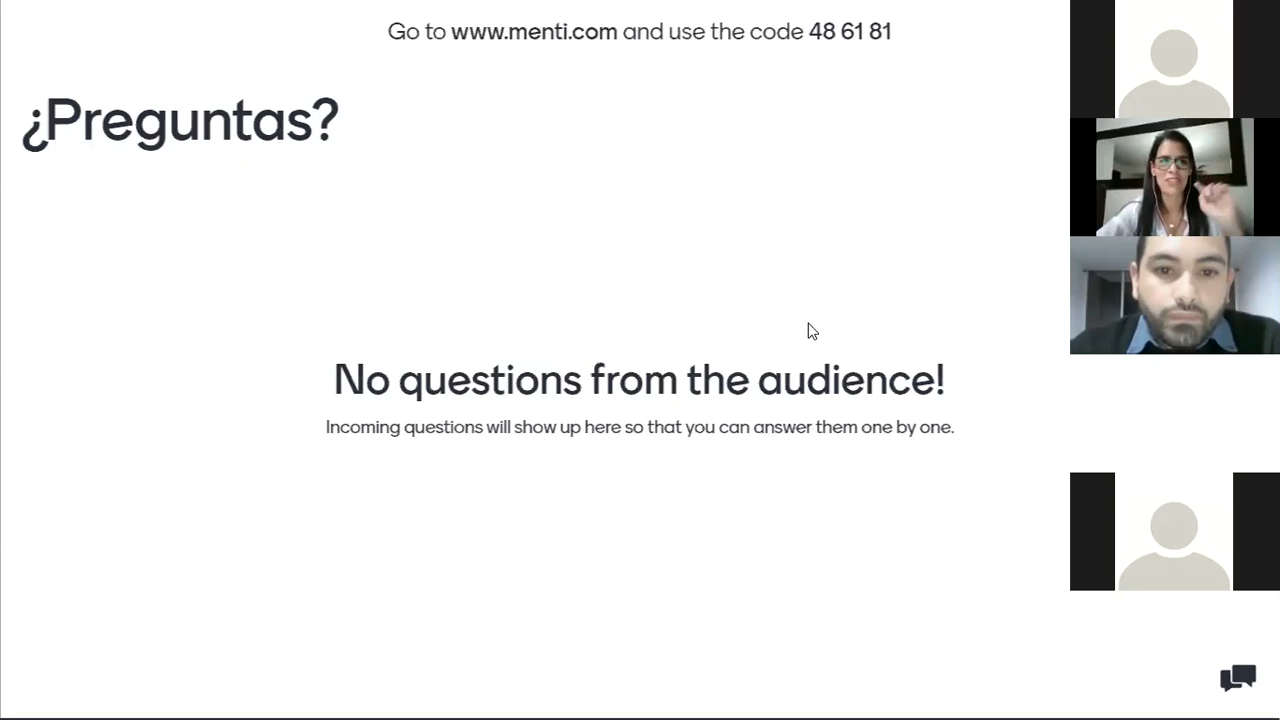 Go to www.menti.com and use the code 48 61 81
¿Preguntas?
No questions from the audience!
Incoming questions will show up here so that you can answer them one by one.